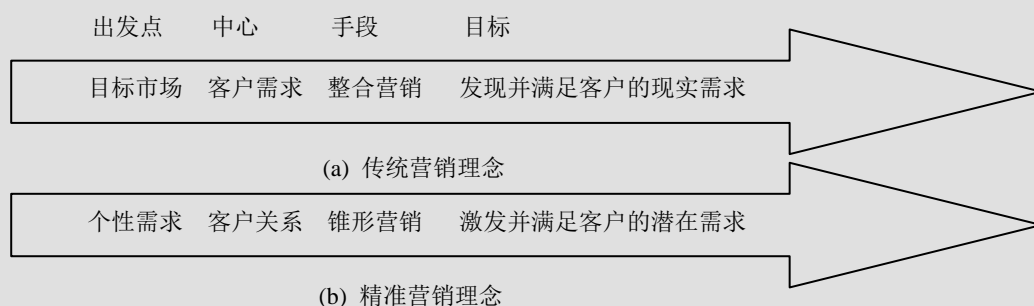 出发点 中心 手段 目标
目标市场 客户需求 整合营销 发现并满足客户的现实需求
(a) 传统营销理念
个性需求 客户关系 锥形营销 激发并满足客户的潜在需求
(b) 精准营销理念